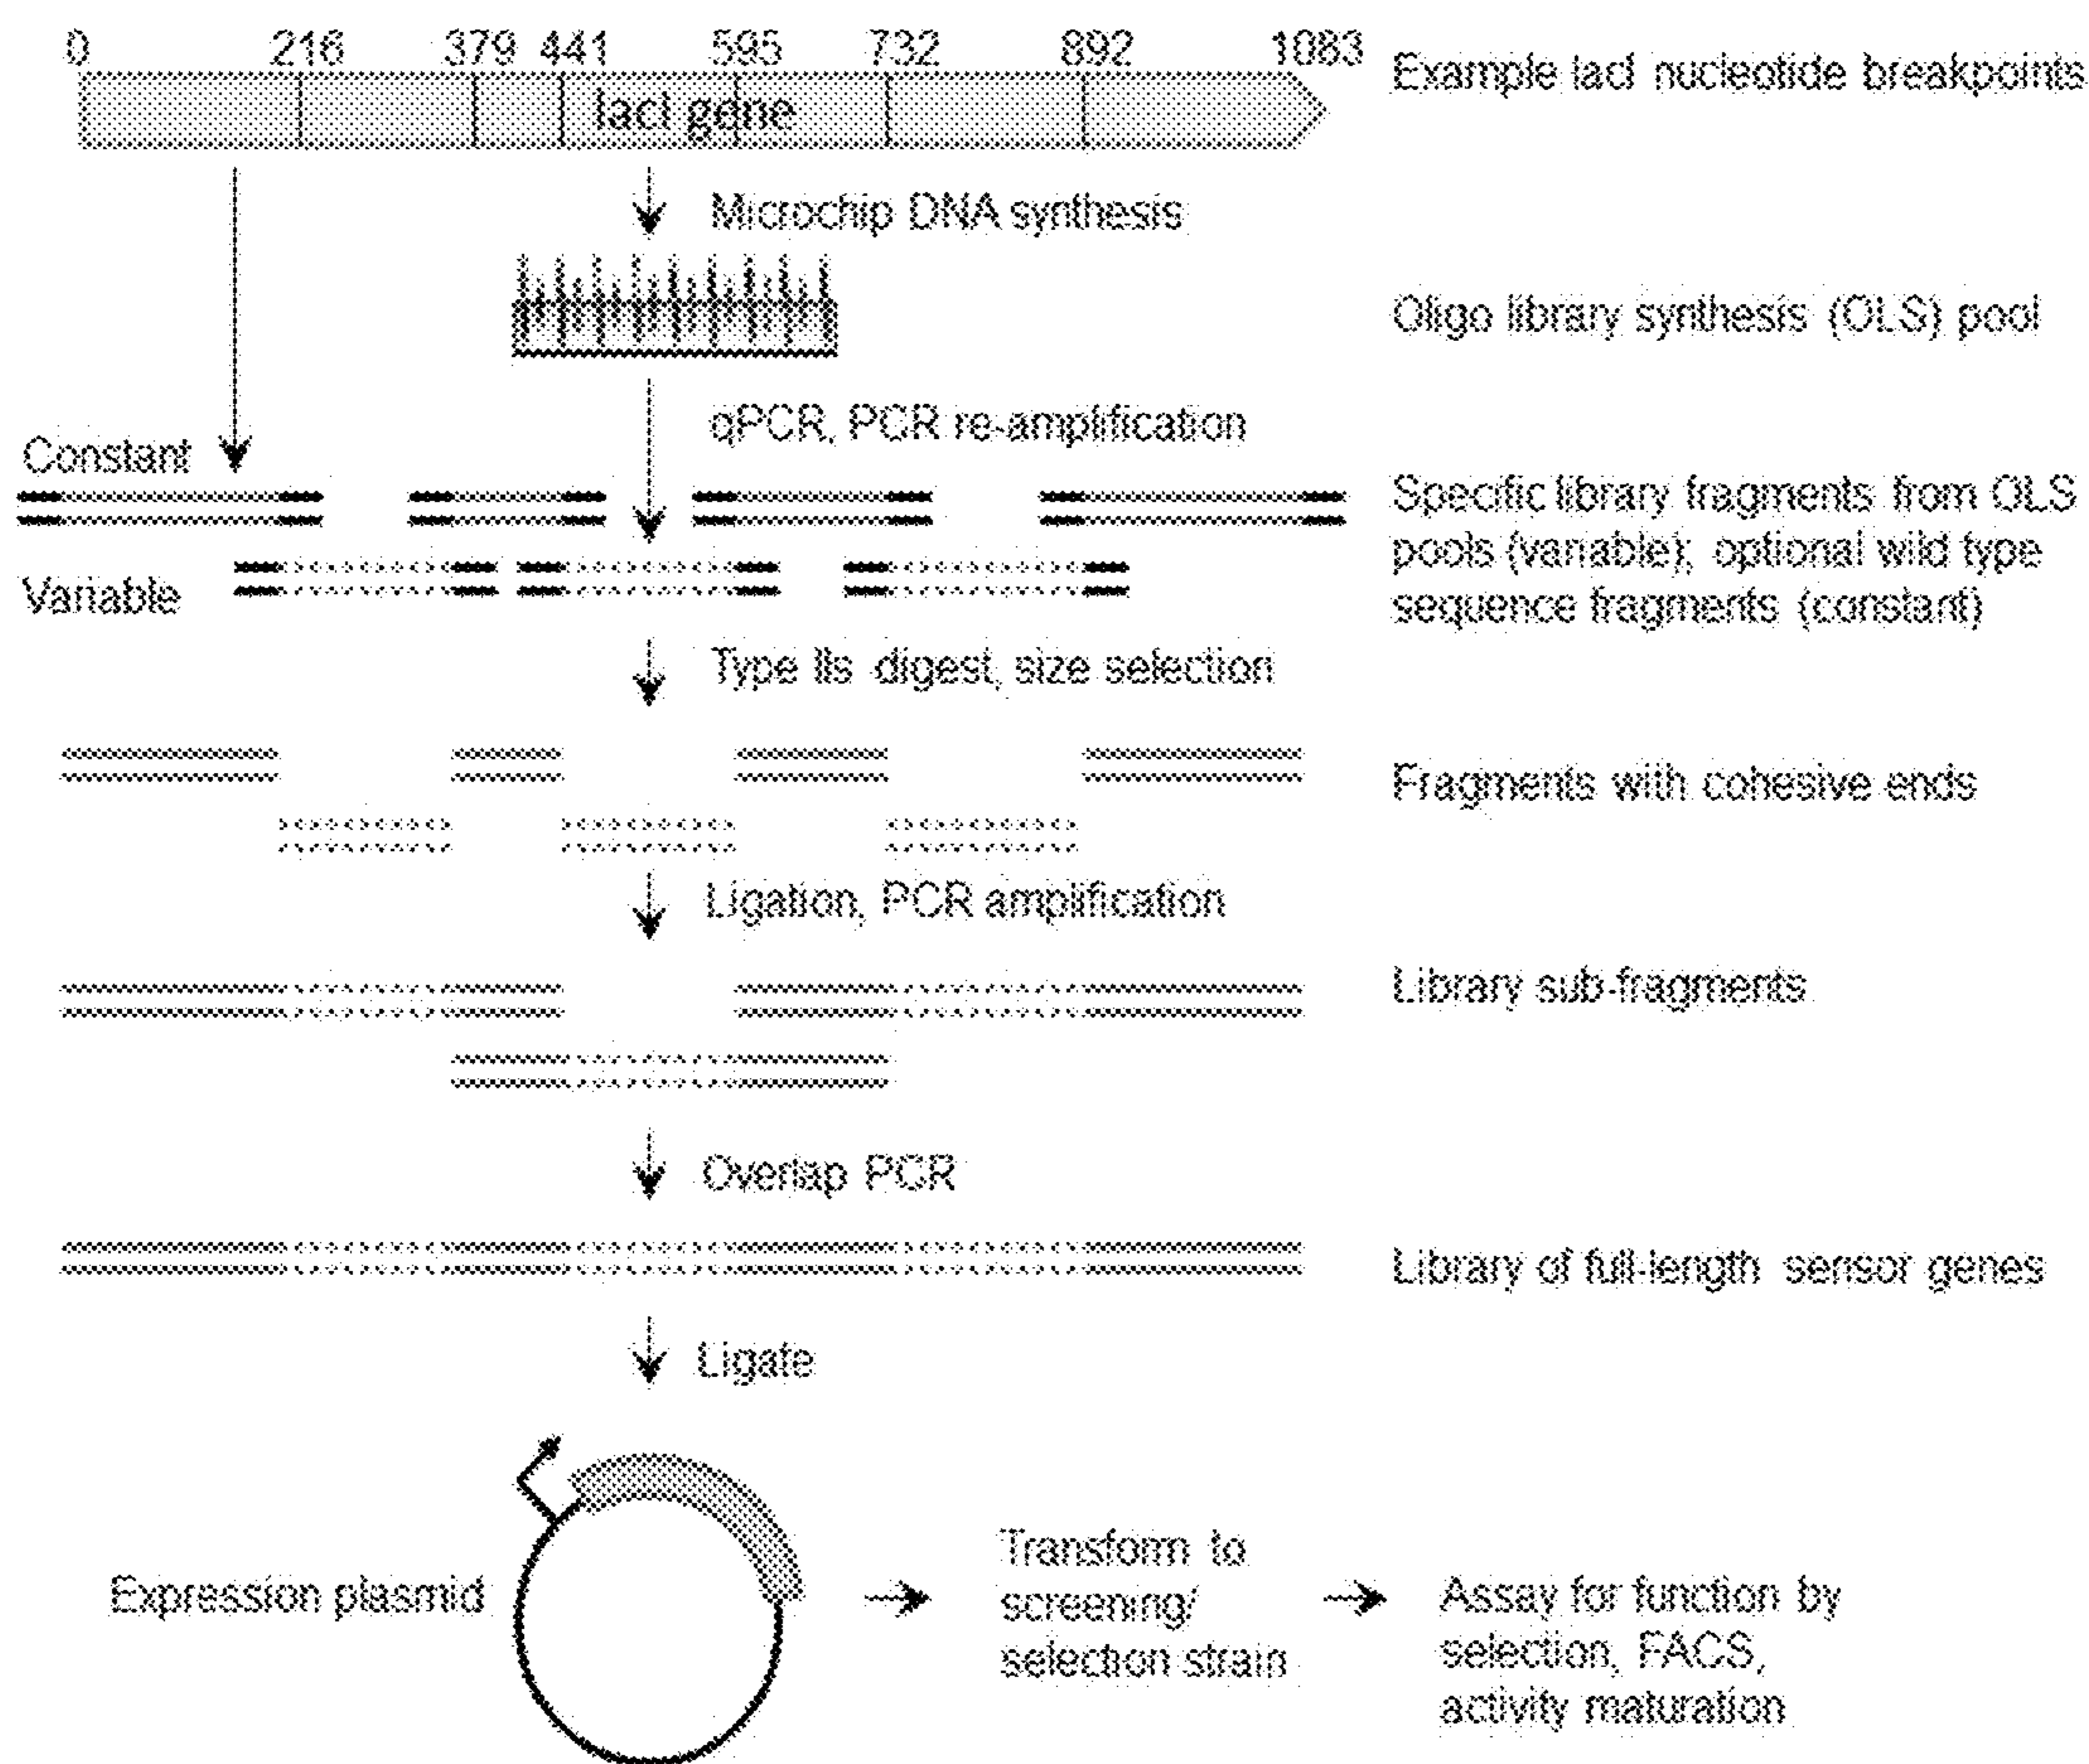 0 216 379 441 595 732 892 1083
Example lacI nucleotide breakpoints
lacI gene
Microchip DNA synthesis
Oligo library synthesis (OLS) pool
qPCR, PCR re-amplification
Constant
Specific library fragments from OLS
pools (variable); optional wild type
sequence fragments (constant)
Variable
Type IIs digest, size selection
Fragments with cohesive ends
Ligation, PCR amplification
Library sub-fragments
Overlap PCR
Library of full-length sensor genes
Ligate
Expression plasmid
Transform to
screening/
selection strain
Assay for function by
selection, FACS,
activity maturation